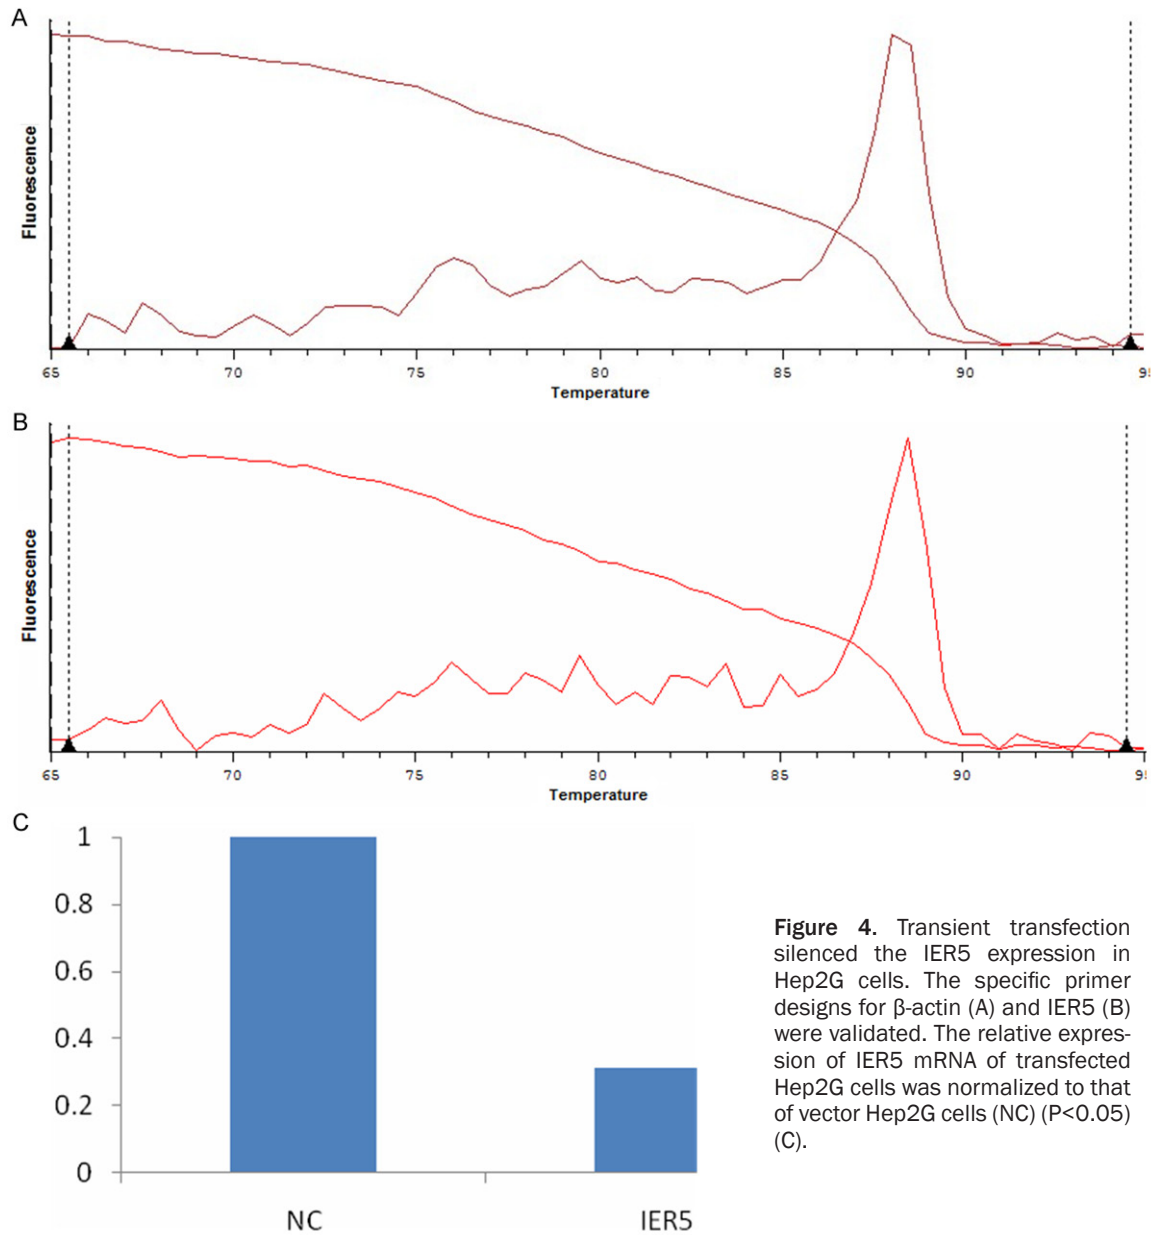 A
Fluorescence
65 70 75 80 85 90 9
Temperature
B
Fluorescence
65 70 75 80 85 90 95
Temperature
C
1
0.8
0.6
0.4
0.2
0
NC IER5
Figure 4. Transient transfection
silenced the IER5 expression in
Hep2G cells. The specific primer
designs for β-actin (A) and IER5 (B)
were validated. The relative expres-
sion of IER5 mRNA of transfected
Hep2G cells was normalized to that
of vector Hep2G cells (NC) (P<0.05)
(C).